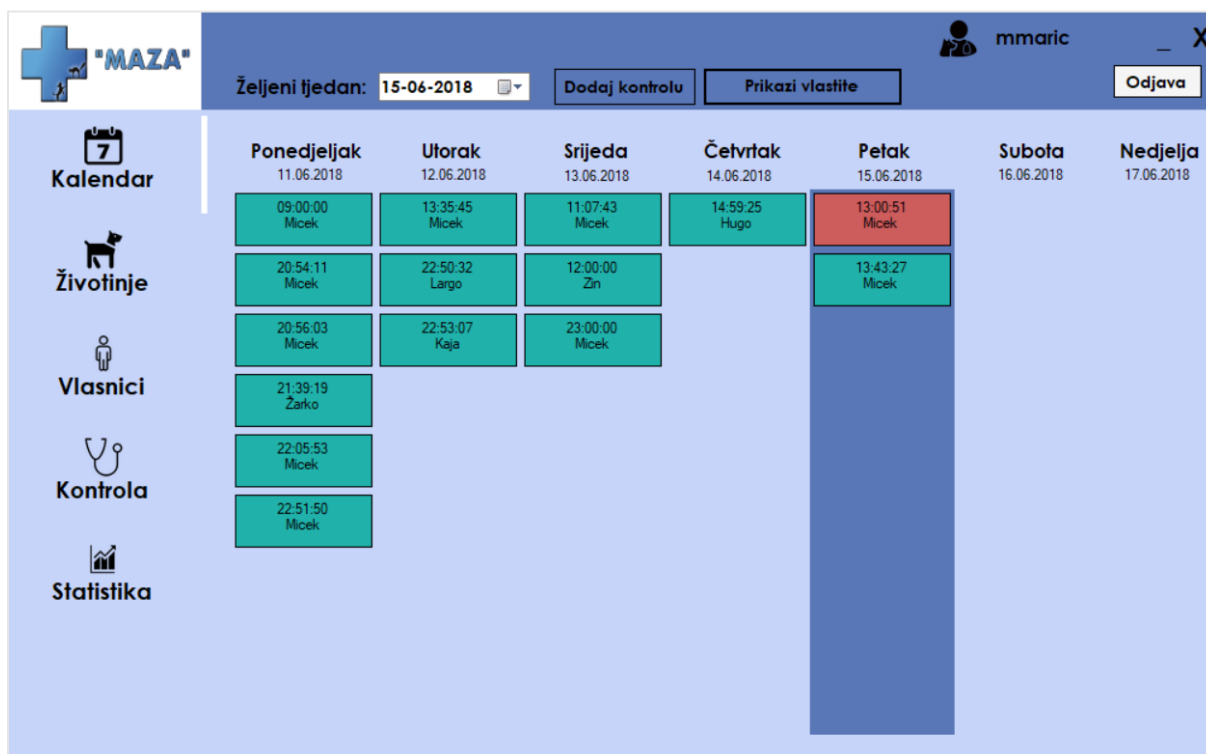 "MAZA"
mmaric
_ X
Željeni tjedan: 15-06-2018
Dodaj kontrolu
Prikazi vlastite
Odjava
7
Kalendar
Životinje
Vlasnici
Kontrola
Statistika
Ponedjeljak
11.06.2018
09:00:00
Micek
20:54:11
Micek
20:56:03
Micek
21:39:19
Žarko
22:05:53
Micek
22:51:50
Micek
Utorak
12.06.2018
13:35:45
Micek
22:50:32
Largo
22:53:07
Kaja
Srijeda
13.06.2018
11:07:43
Micek
12:00:00
Zin
23:00:00
Micek
Četvrtak
14.06.2018
14:59:25
Hugo
Petak
15.06.2018
13:00:51
Micek
13:43:27
Micek
Subota
16.06.2018
Nedjelja
17.06.2018